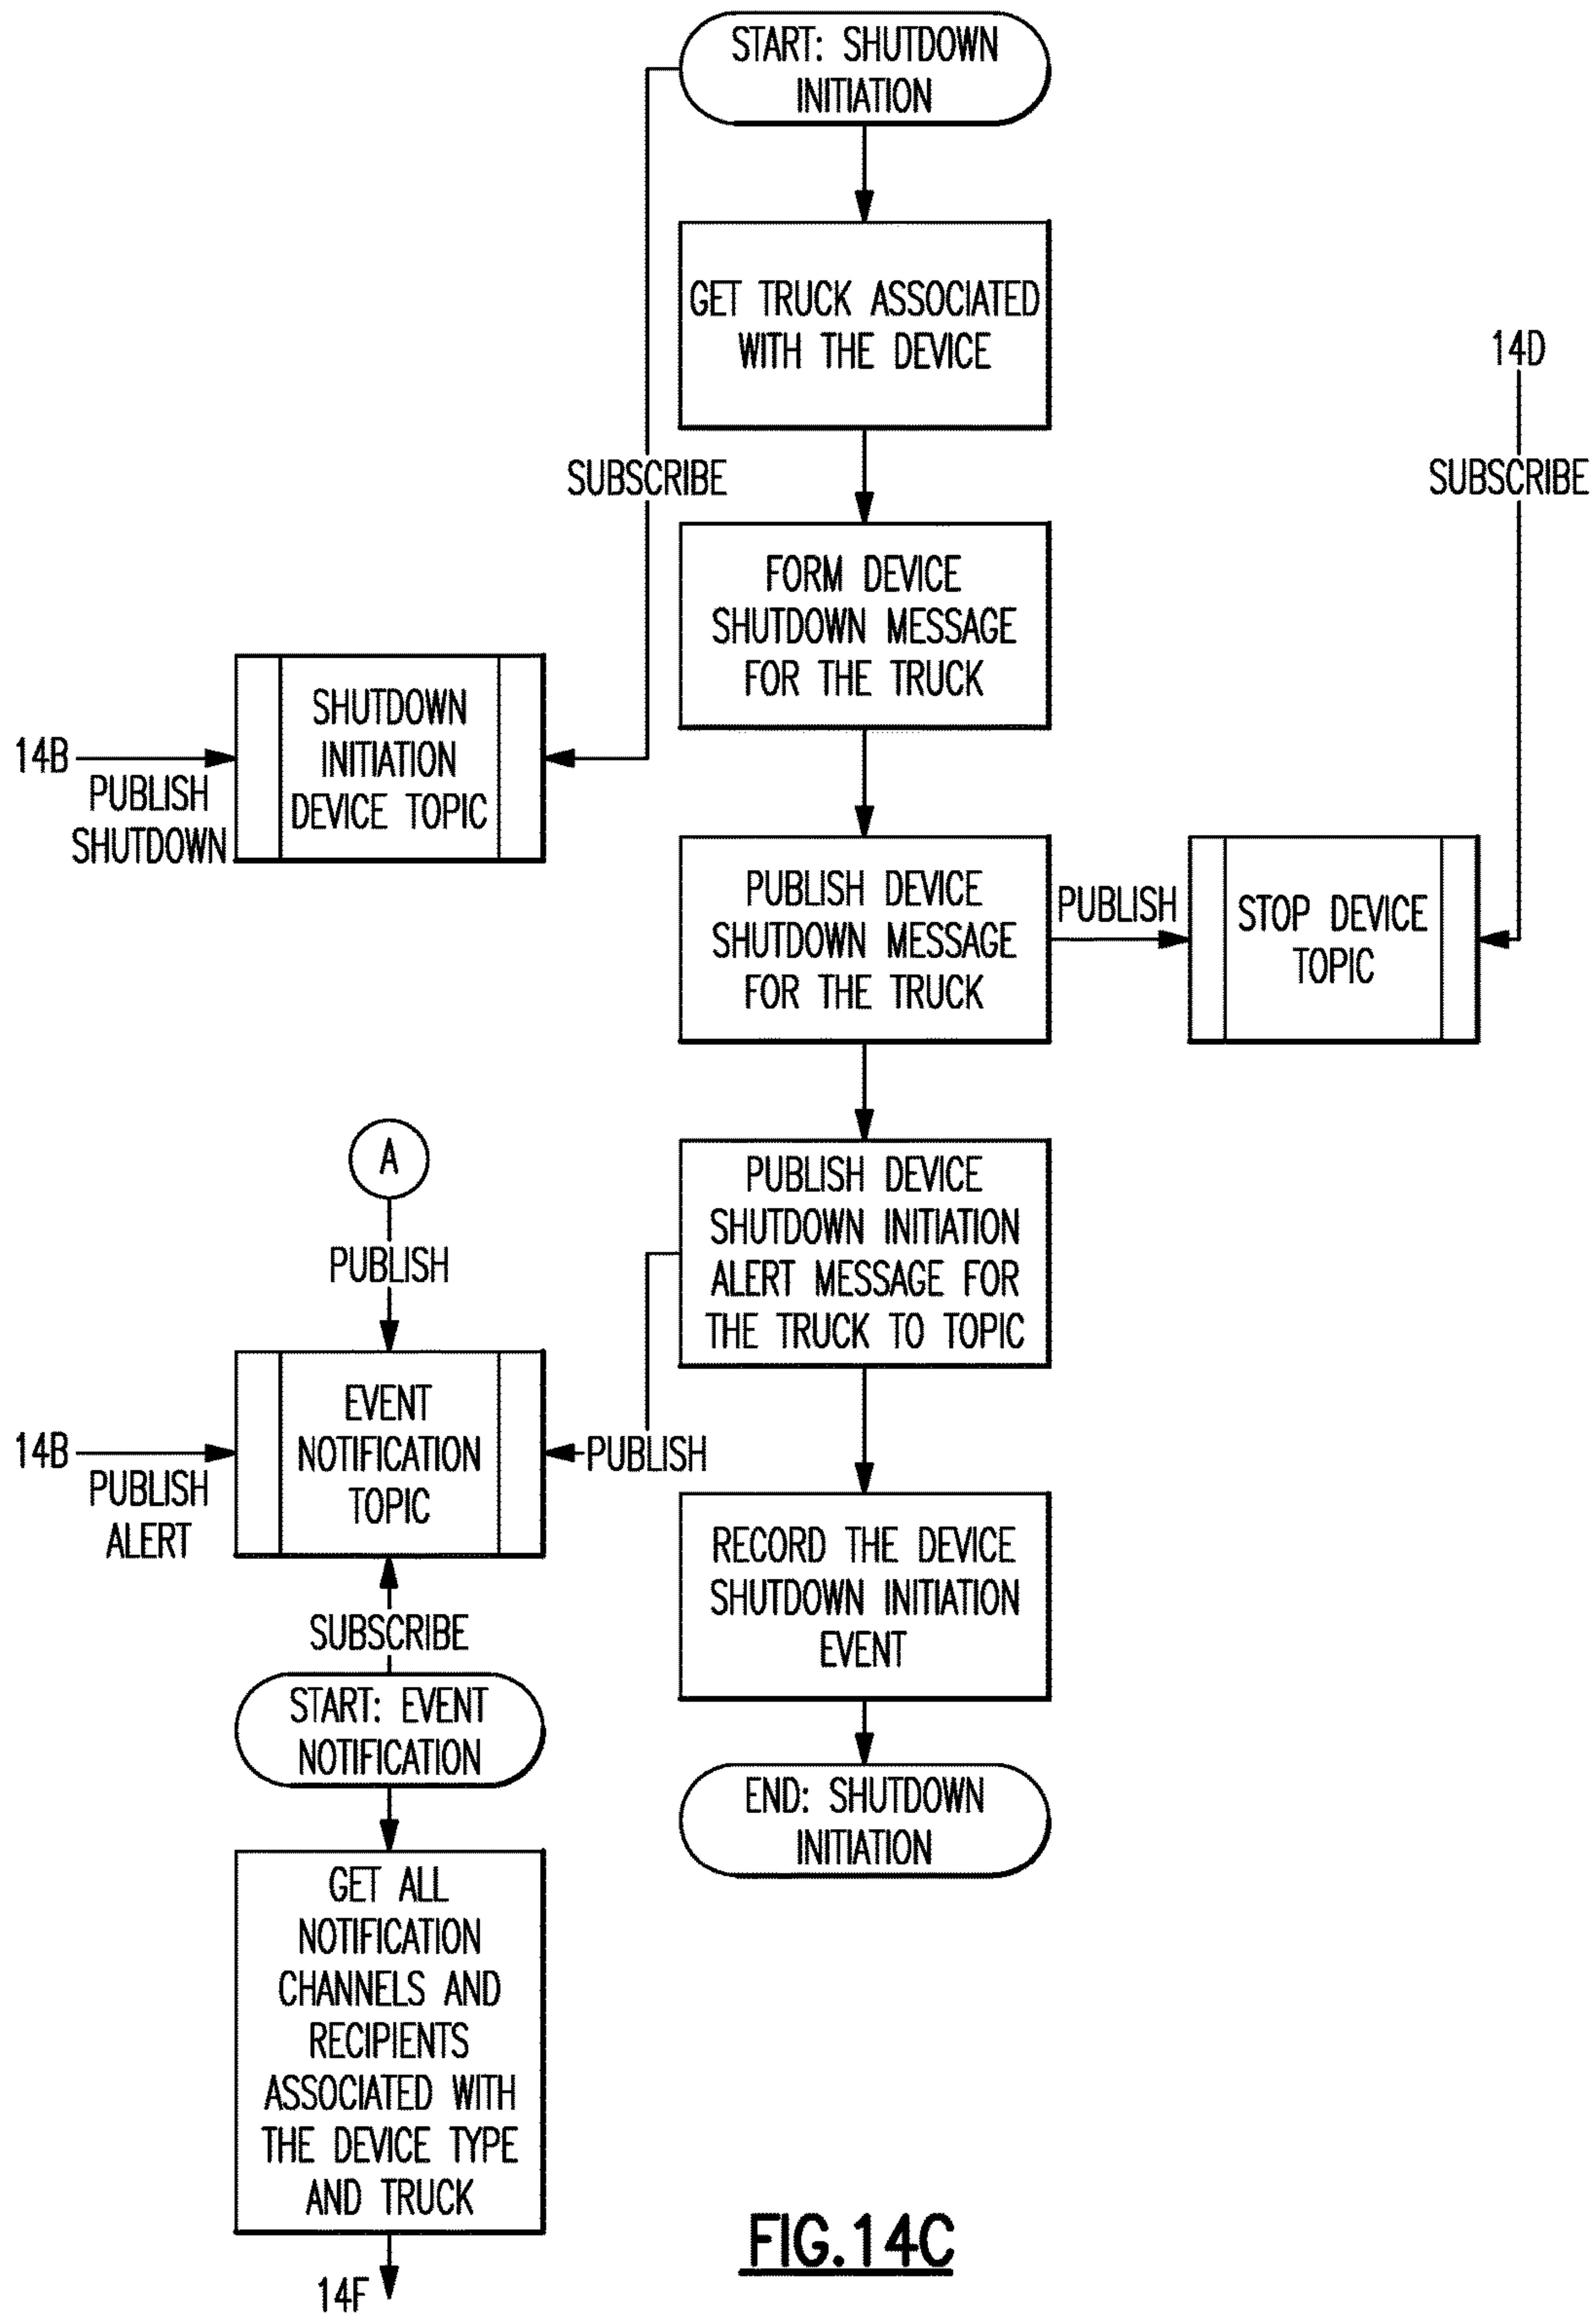 START: SHUTDOWN
INITIATION
GET TRUCK ASSOCIATED
WITH THE DEVICE
14D
SUBSCRIBE
SUBSCRIBE
FORM DEVICE
SHUTDOWN MESSAGE
FOR THE TRUCK
SHUTDOWN
INITIATION
DEVICE TOPIC
14B
PUBLISH
SHUTDOWN
PUBLISH DEVICE
SHUTDOWN MESSAGE
FOR THE TRUCK
PUBLISH
STOP DEVICE
TOPIC
A
PUBLISH
PUBLISH DEVICE
SHUTDOWN INITIATION
ALERT MESSAGE FOR
THE TRUCK TO TOPIC
EVENT
NOTIFICATION
TOPIC
14B
PUBLISH
ALERT
PUBLISH
RECORD THE DEVICE
SHUTDOWN INITIATION
EVENT
SUBSCRIBE
START: EVENT
NOTIFICATION
END: SHUTDOWN
INITIATION
GET ALL
NOTIFICATION
CHANNELS AND
RECIPIENTS
ASSOCIATED WITH
THE DEVICE TYPE
AND TRUCK
14F
FIG.14C